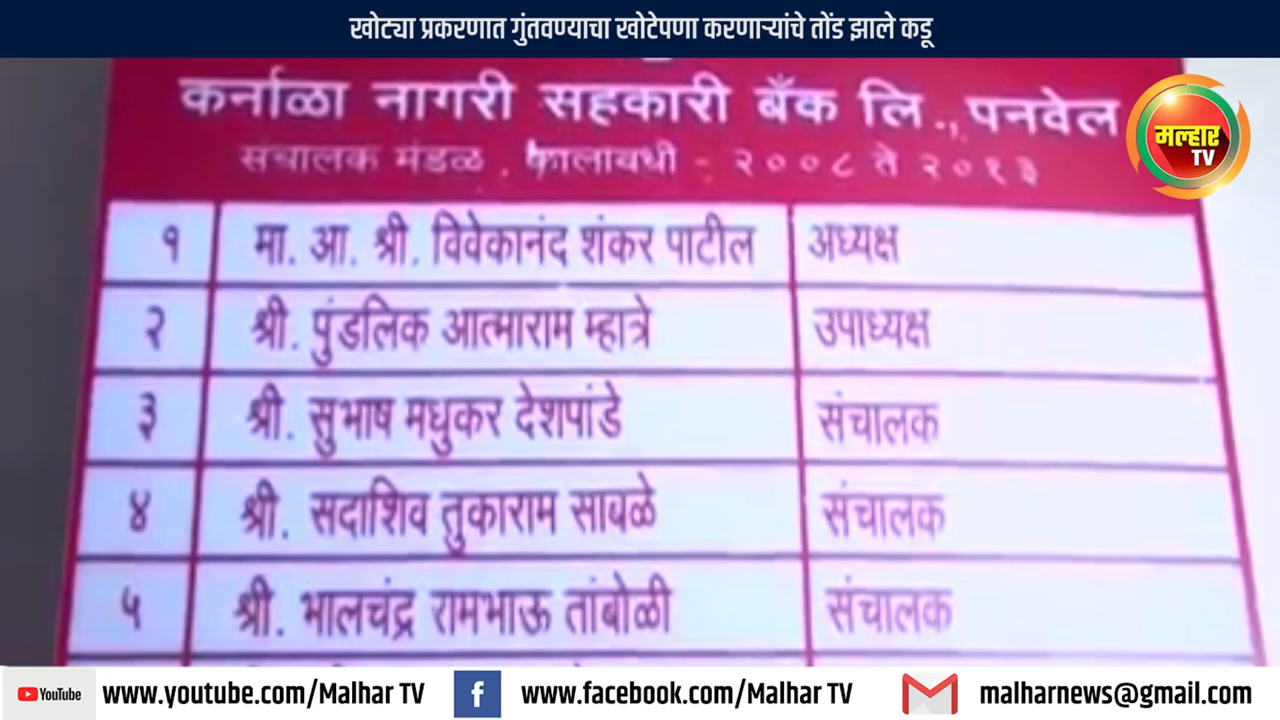 खोट्या प्रकरणात गुंतवण्याचा खोटेपणा करणाऱ्यांचे तोंड झाले कडू
कर्नाळा नागरी सहकारी बँक लि., पनवेल
मल्हार
TV
संचालक मंडळ . कालावधी - २००८ ते २०१३
१ मा. आ. श्री. विवेकानंद शंकर पाटील अध्यक्ष
२ श्री. पुंडलिक आत्माराम म्हात्रे उपाध्यक्ष
३ श्री. सुभाष मधुकर देशपांडे संचालक
४ श्री. सदाशिव तुकाराम साबळे संचालक
५ श्री. भालचंद्र रामभाऊ तांबोळी संचालक
YouTube www.youtube.com/Malhar TV f www.facebook.com/Malhar TV malharnews@gmail.com